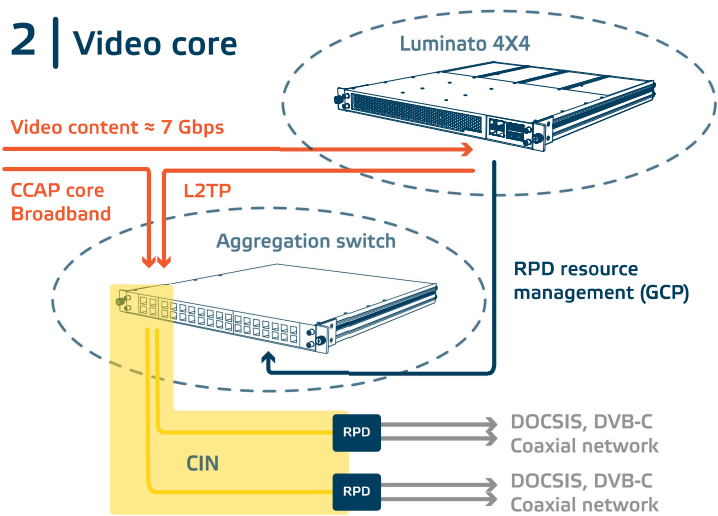 2 | Video core
Luminato 4X4
Video content ≈ 7 Gbps
CCAP core
Broadband
L2TP
Aggregation switch
RPD resource
management (GCP)
RPD
DOCSIS, DVB-C
Coaxial network
CIN
RPD
DOCSIS, DVB-C
Coaxial network